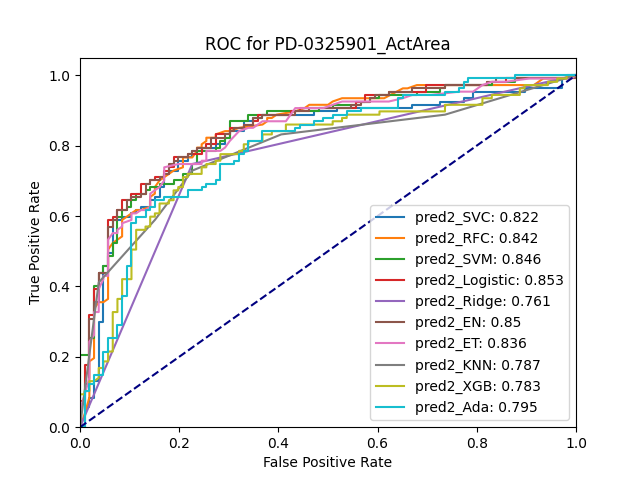 ROC for PD-0325901_ActArea
True Positive Rate
1.0
0.8
0.6
0.4
0.2
0.0
pred2_SVC: 0.822
pred2_RFC: 0.842
pred2_SVM: 0.846
pred2_Logistic: 0.853
pred2_Ridge: 0.761
pred2_EN: 0.85
pred2_ET: 0.836
pred2_KNN: 0.787
pred2_XGB: 0.783
pred2_Ada: 0.795
0.0 0.2 0.4 0.6 0.8 1.0
False Positive Rate